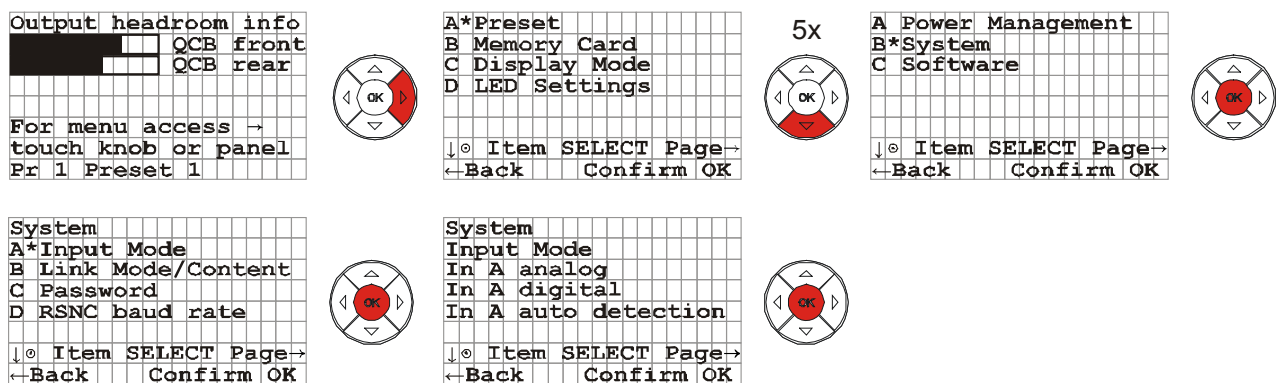 Output headroom info
QCB front
QCB rear
For menu access →
touch knob or panel
Pr 1 Preset 1
OK
A*Preset
B Memory Card
C Display Mode
D LED Settings
↓⊙ Item SELECT Page→
←Back Confirm OK
5x
OK
A Power Management
B*System
C Software
↓⊙ Item SELECT Page→
←Back Confirm OK
OK
System
A*Input Mode
B Link Mode/Content
C Password
D RSNC baud rate
↓⊙ Item SELECT Page→
←Back Confirm OK
OK
System
Input Mode
In A analog
In A digital
In A auto detection
↓⊙ Item SELECT Page→
←Back Confirm OK
OK